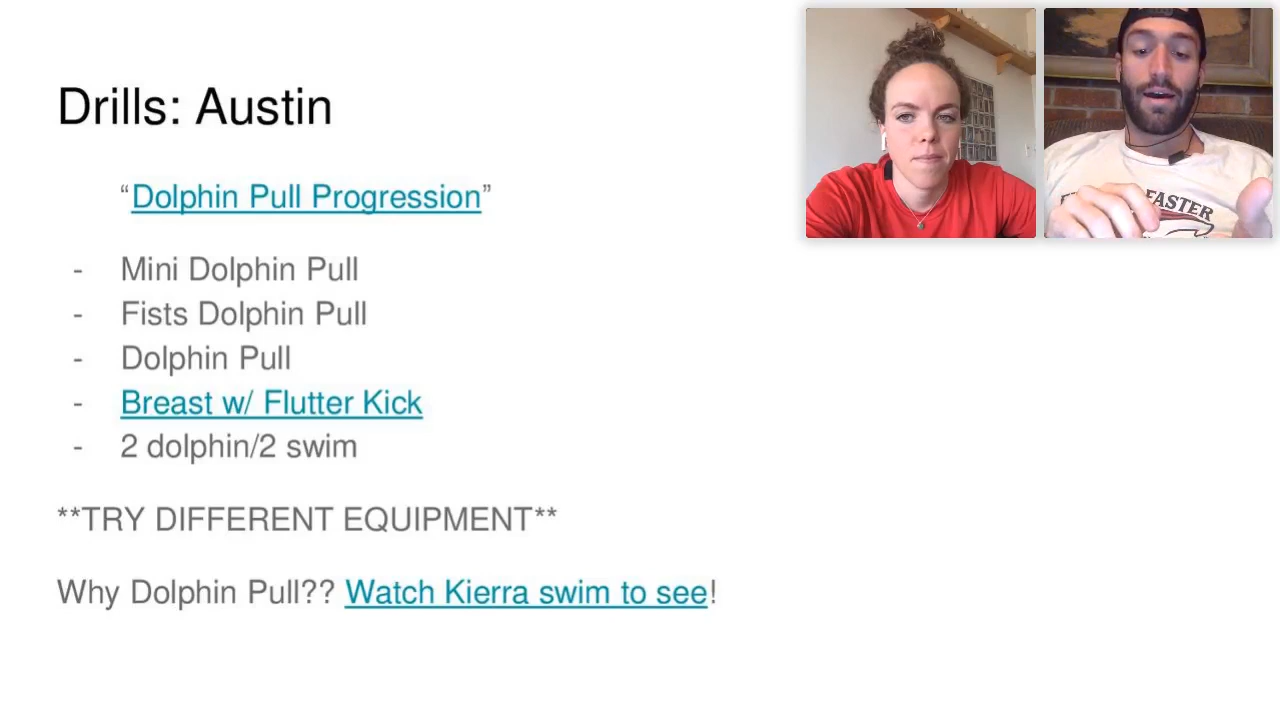 Drills: Austin
“Dolphin Pull Progression”
- Mini Dolphin Pull
- Fists Dolphin Pull
- Dolphin Pull
- Breast w/ Flutter Kick
- 2 dolphin/2 swim
**TRY DIFFERENT EQUIPMENT**
Why Dolphin Pull?? Watch Kierra swim to see!
FASTER